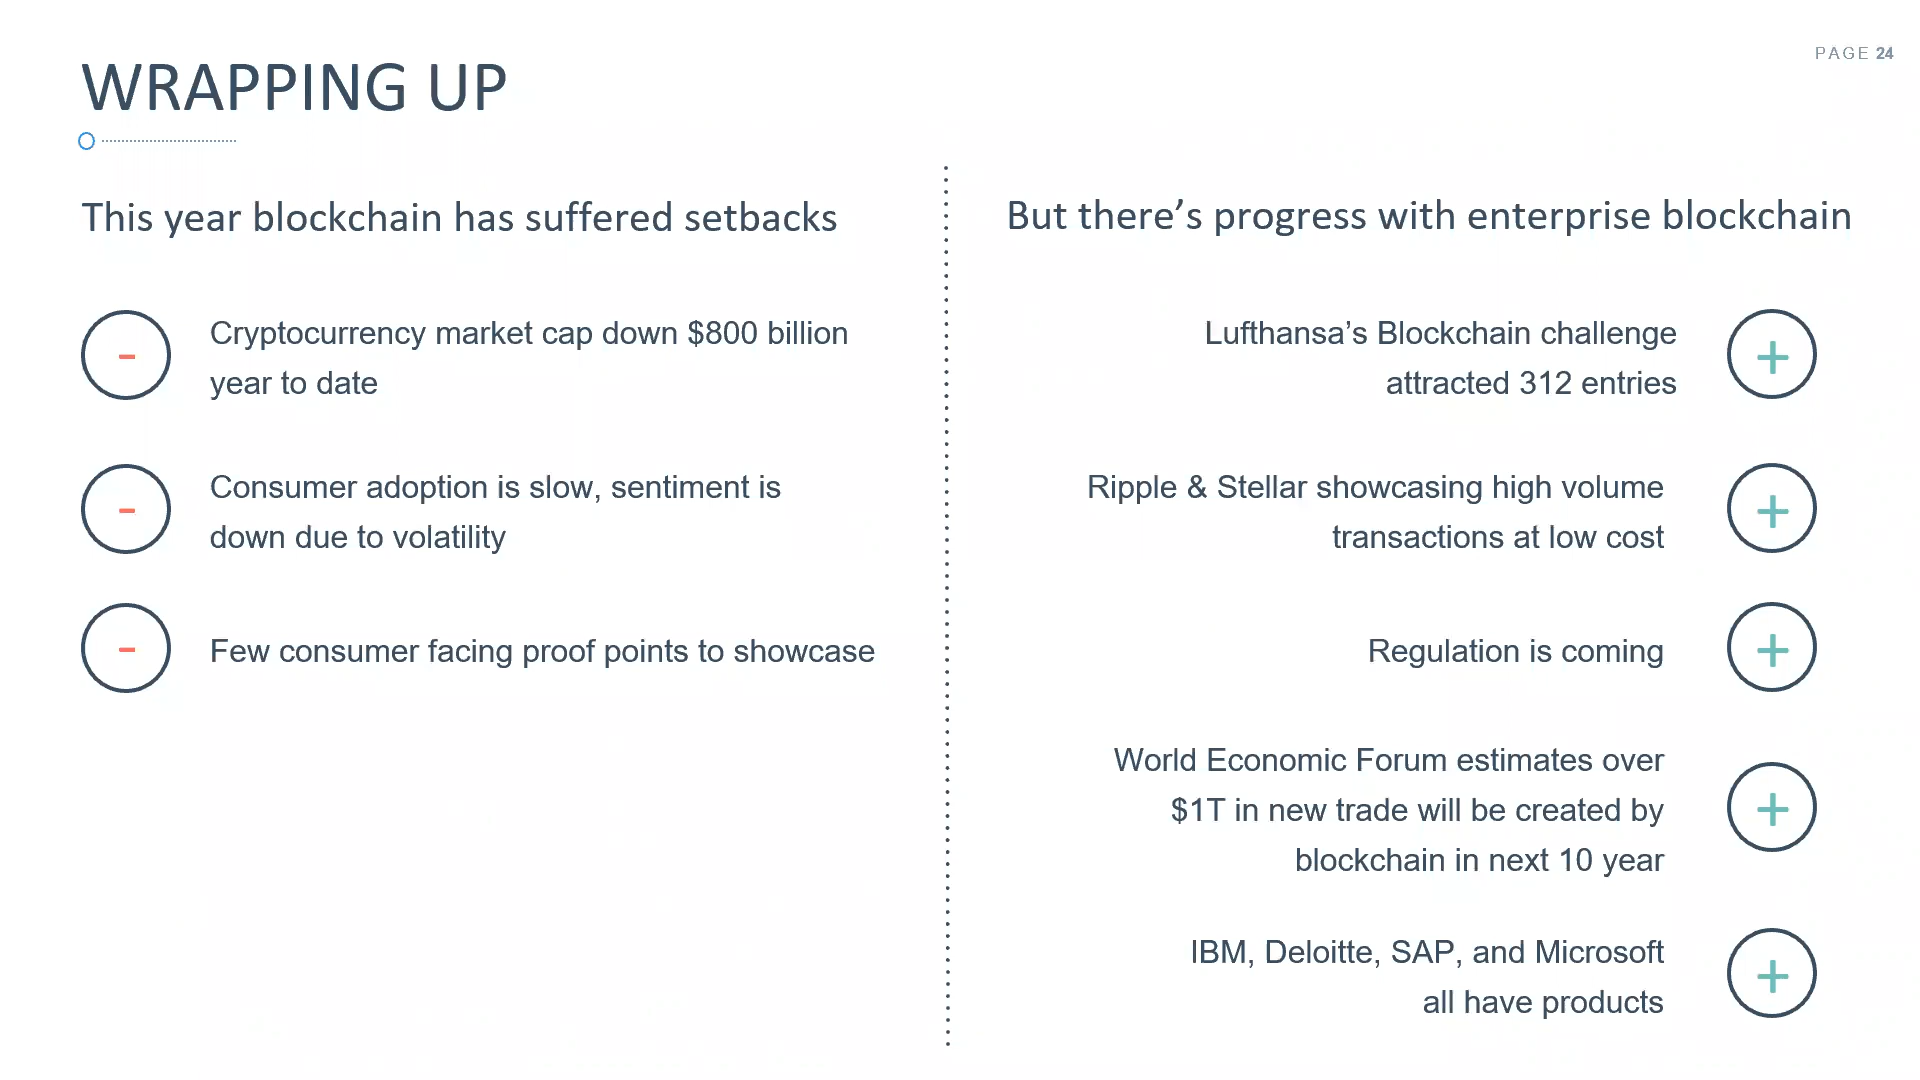 PAGE 24
WRAPPING UP
This year blockchain has suffered setbacks
-
Cryptocurrency market cap down $800 billion
year to date
-
Consumer adoption is slow, sentiment is
down due to volatility
-
Few consumer facing proof points to showcase
But there’s progress with enterprise blockchain
Lufthansa’s Blockchain challenge
attracted 312 entries
+
Ripple & Stellar showcasing high volume
transactions at low cost
+
Regulation is coming
+
World Economic Forum estimates over
$1T in new trade will be created by
blockchain in next 10 year
+
IBM, Deloitte, SAP, and Microsoft
all have products
+